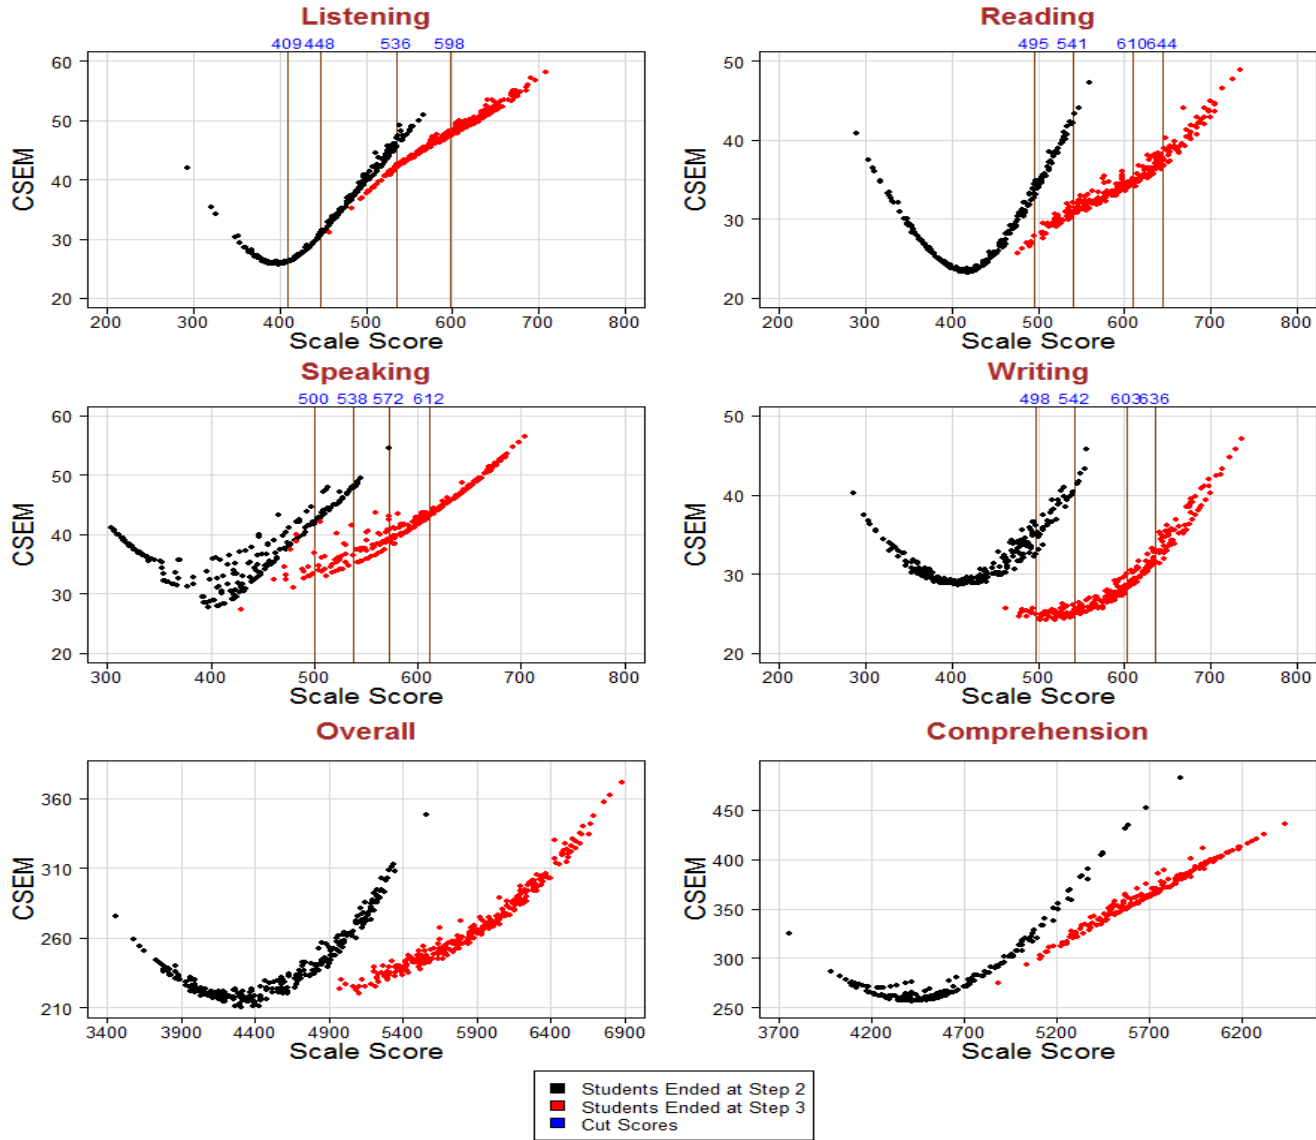 Listening
409 448 536 598
60
50
40
30
20
CSEM
200 300 400 500 600 700 800
Scale Score
Reading
495 541 610 644
50
40
30
20
CSEM
200 300 400 500 600 700 800
Scale Score
Speaking
500 538 572 612
60
50
40
30
20
CSEM
300 400 500 600 700 800
Scale Score
Writing
498 542 603 636
50
40
30
20
CSEM
200 300 400 500 600 700 800
Scale Score
Overall
360
310
260
210
CSEM
3400 3900 4400 4900 5400 5900 6400 6900
Scale Score
Comprehension
450
400
350
300
250
CSEM
3700 4200 4700 5200 5700 6200
Scale Score
Students Ended at Step 2
Students Ended at Step 3
Cut Scores